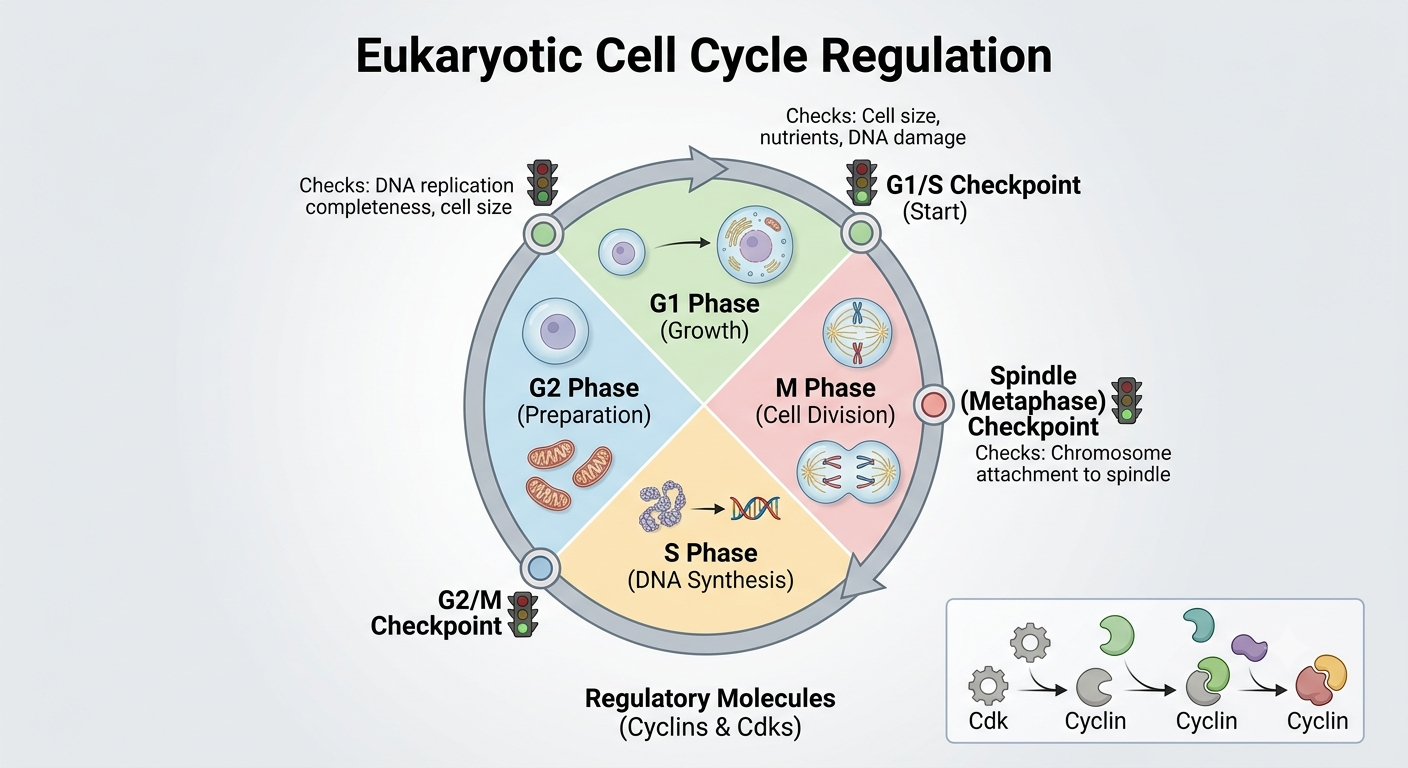 Eukaryotic Cell Cycle Regulation
Checks: Cell size,
nutrients, DNA damage
G1/S Checkpoint
(Start)
Checks: DNA replication
completeness, cell size
G1 Phase
(Growth)
G2 Phase
(Preparation)
M Phase
(Cell Division)
Spindle
(Metaphase)
Checkpoint
Checks: Chromosome
attachment to spindle
S Phase
(DNA Synthesis)
G2/M
Checkpoint
Regulatory Molecules
(Cyclins & Cdks)
Cdk
Cyclin
Cyclin
Cyclin